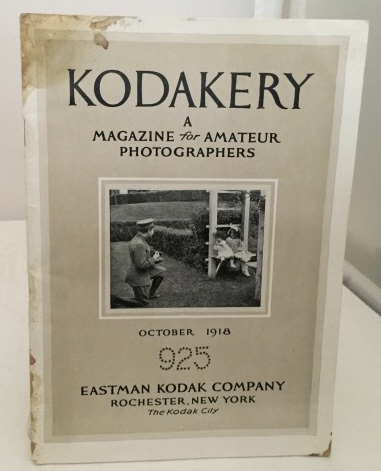 KODAKERY
A
MAGAZINE for AMATEUR
PHOTOGRAPHERS
OCTOBER 1918
925
EASTMAN KODAK COMPANY
ROCHESTER, NEW YORK
The Kodak City